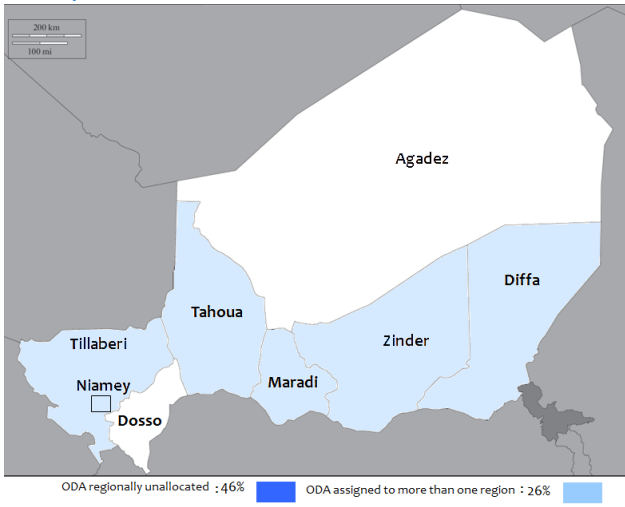 200 km
100 mi
Agadez
Diffa
Tahoua
Zinder
Tillaberi
Maradi
Niamey
Dosso
ODA regionally unallocated : 46% ODA assigned to more than one region : 26%